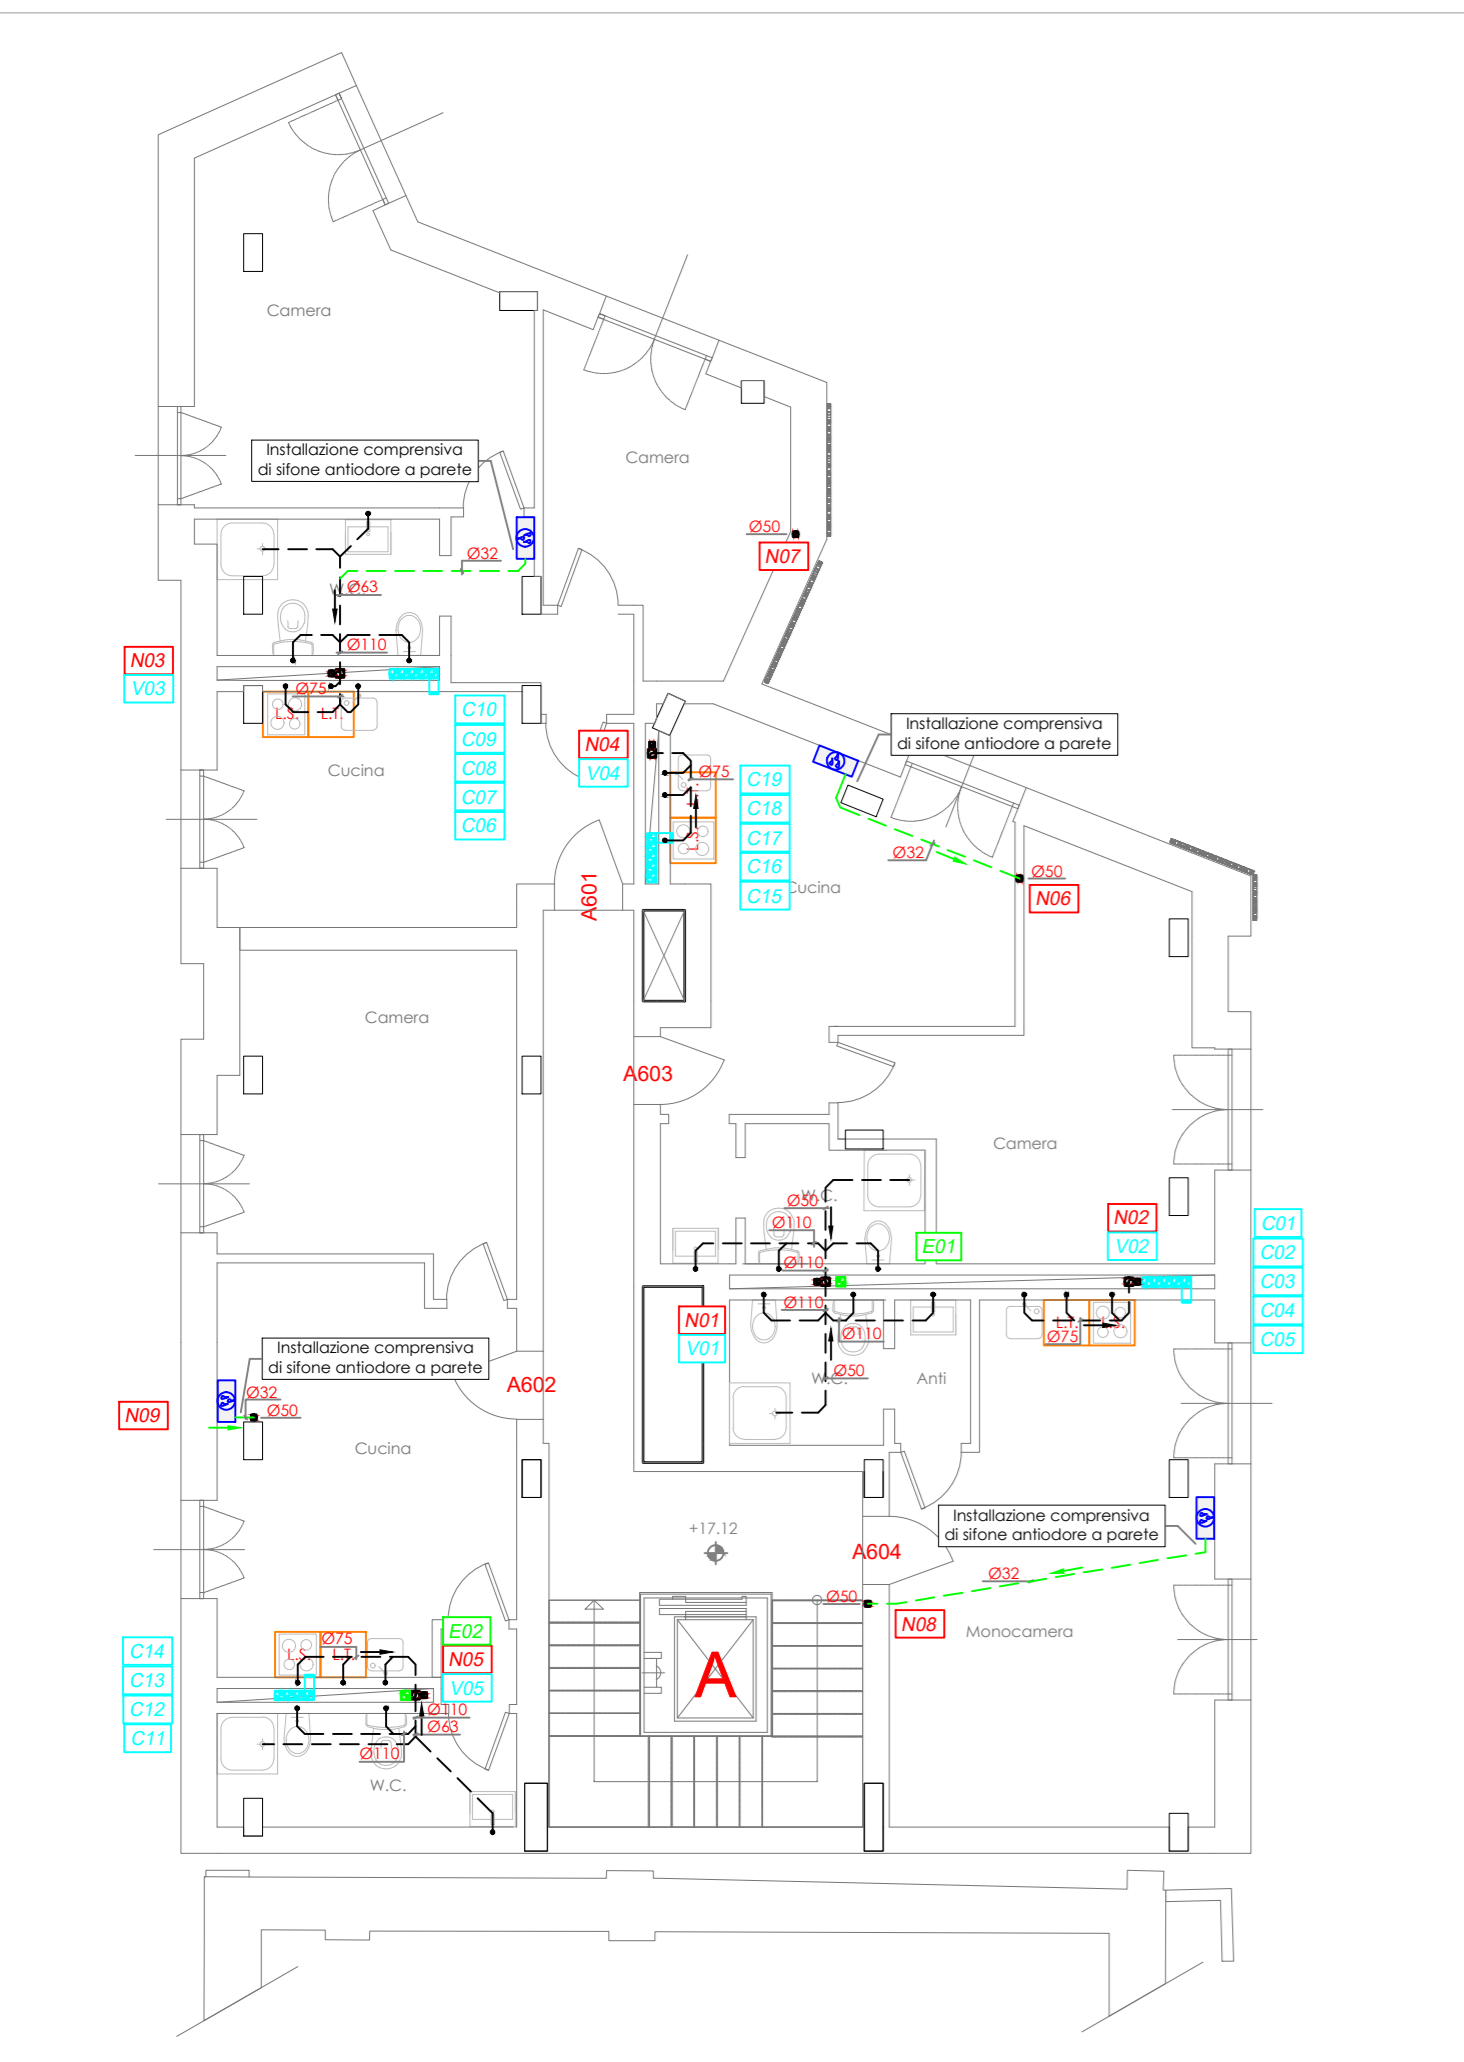 Camera
Camera
Installazione comprensiva
di sifone antiodore a parete
Ø50
N07
Ø32
Ø63
Ø110
N03
V03
Ø75
L.S.
L.T.
Cucina
C10
C09
C08
C07
C06
N04
V04
Ø75
L.S.
C19
C18
C17
C16
C15
Cucina
Installazione comprensiva
di sifone antiodore a parete
Ø32
Ø50
N06
A601
Camera
A603
Camera
W.C.
Ø50
Ø110
E01
N02
V02
C01
C02
C03
C04
C05
Ø110
Ø110
N01
V01
Ø110
Ø50
W.C.
Anti
L.T.
L.S.
Ø75
Installazione comprensiva
di sifone antiodore a parete
Ø32
Ø50
N09
A602
Cucina
+17.12
A604
Installazione comprensiva
di sifone antiodore a parete
Ø32
Ø50
N08
Monocamera
A
Ø75
L.S.
L.T.
E02
N05
V05
C14
C13
C12
C11
Ø110
Ø63
Ø110
W.C.